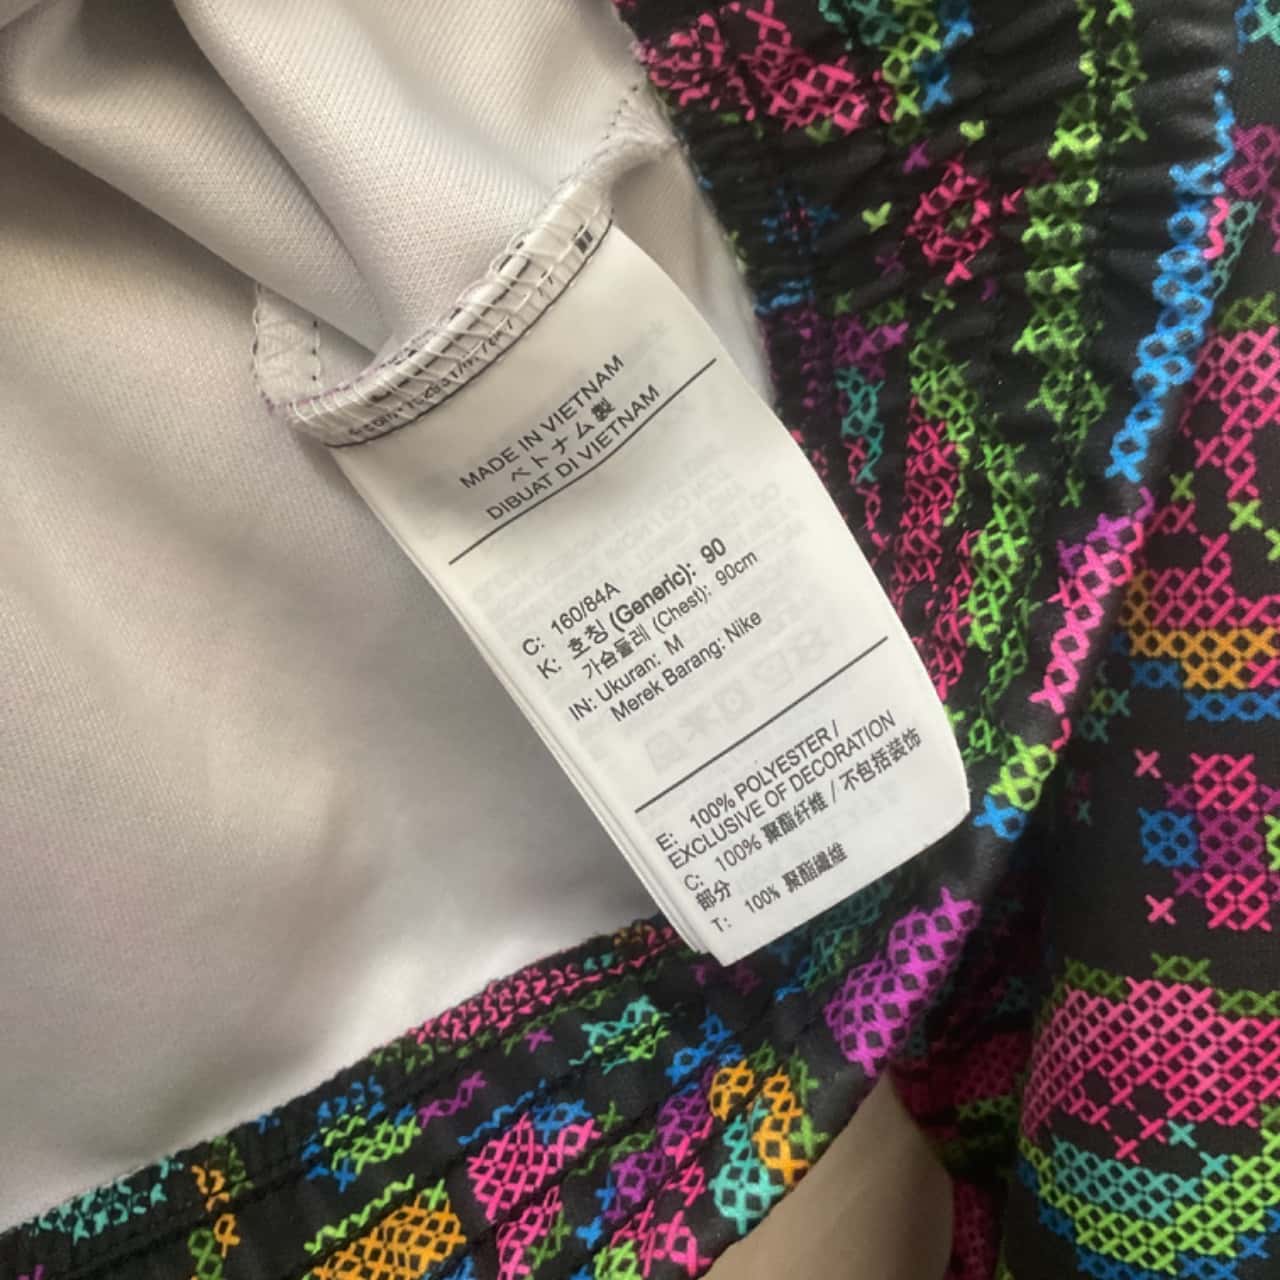 MADE IN VIETNAM
ベトナム製
DIBUAT DI VIETNAM
C: 160/84A
K: 호칭 (Generic): 90
가슴둘레 (Chest): 90cm
IN: Ukuran: M
Merek Barang: Nike
E: 100% POLYESTER /
EXCLUSIVE OF DECORATION
C: 100% 聚酯纤维 / 不包括装饰
部分
T: 100% 聚酯纖維